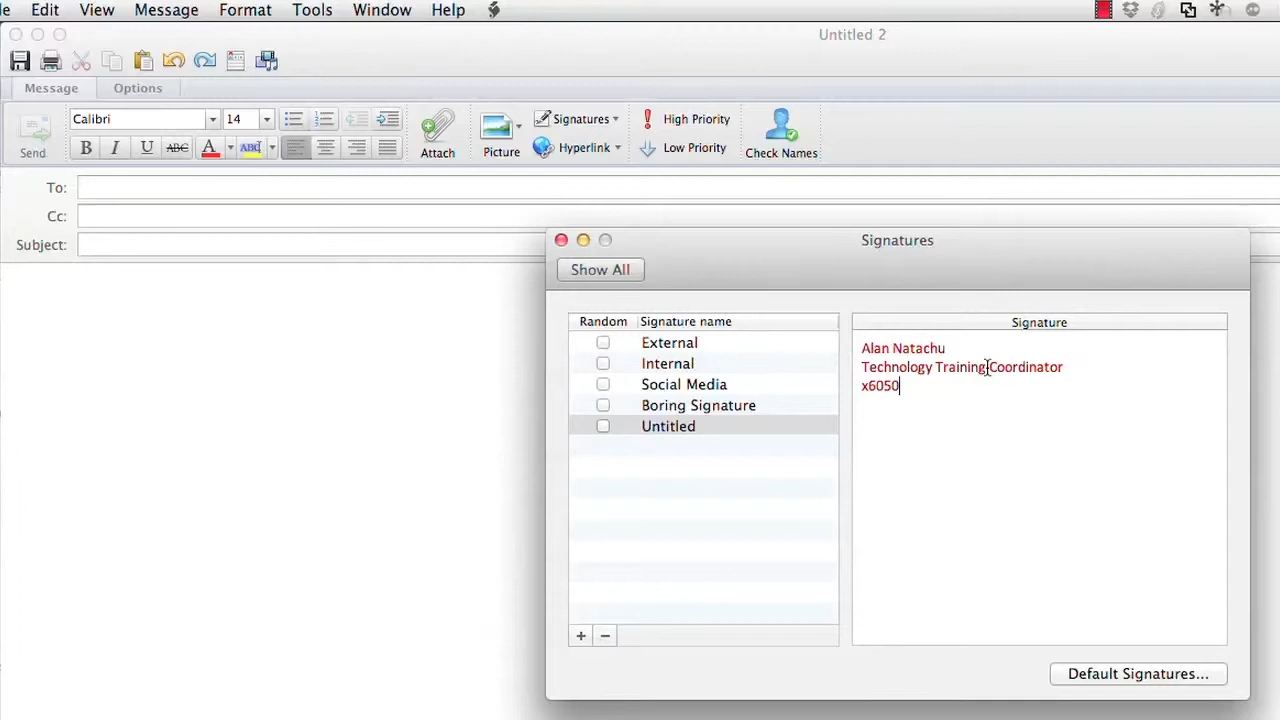 Edit View Message Format Tools Window Help
Untitled 2
Message Options
Calibri 14 Signatures High Priority
Send B I U ABC A ABC Attach Picture Hyperlink Low Priority Check Names
To:
Cc:
Subject:
Signatures
Show All
Random Signature name
External
Internal
Social Media
Boring Signature
Untitled
+ −
Signature
Alan Natachu
Technology Training Coordinator
x6050
Default Signatures...